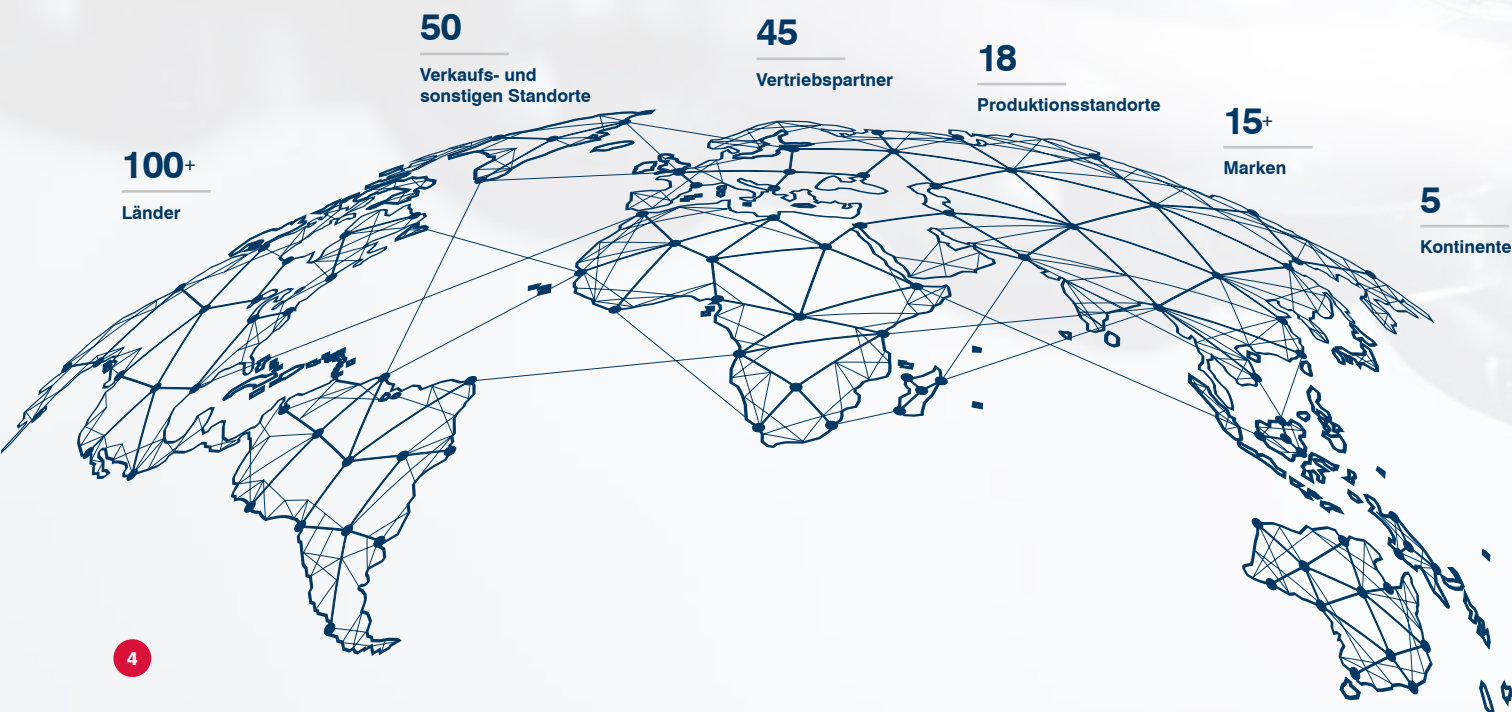 100+
Länder
50
Verkaufs- und
sonstigen Standorte
45
Vertriebspartner
18
Produktionsstandorte
15+
Marken
5
Kontinente
4